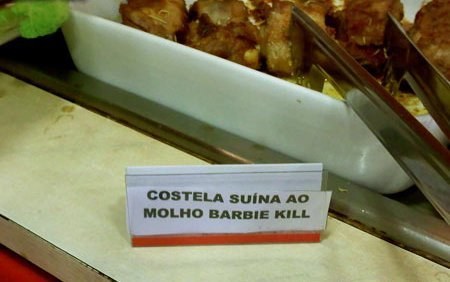 COSTELA SUÍNA AO
MOLHO BARBIE KILL